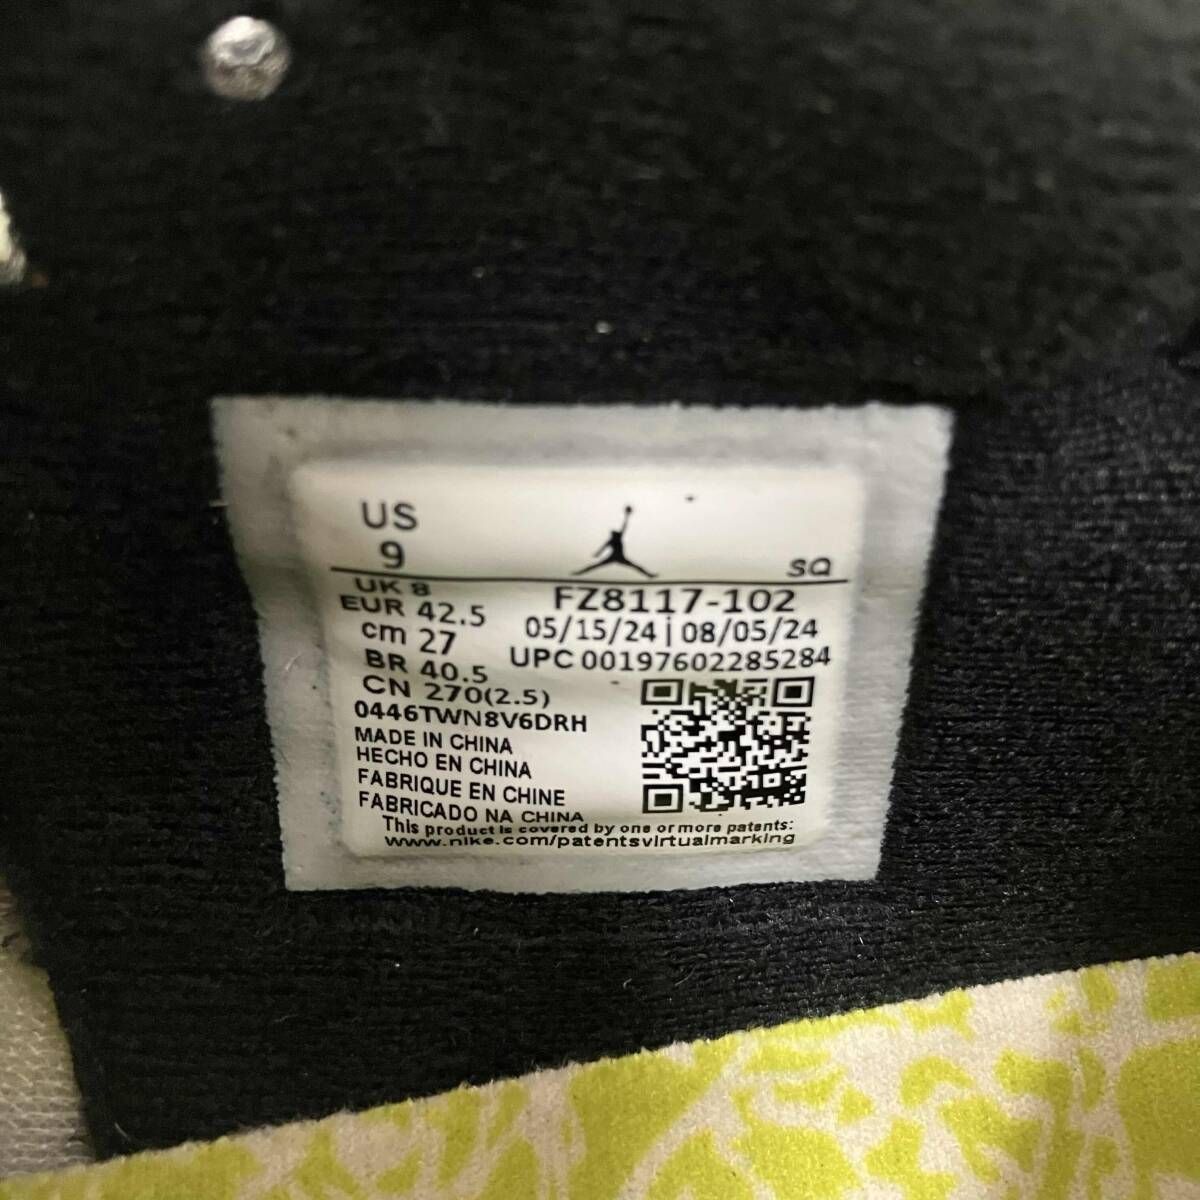 US
9
SQ
UK 8
EUR 42.5
cm 27
BR 40.5
CN 270(2.5)
FZ8117-102
05/15/24 | 08/05/24
UPC 00197602285284
0446TWN8V6DRH
MADE IN CHINA
HECHO EN CHINA
FABRIQUE EN CHINE
FABRICADO NA CHINA
This product is covered by one or more patents:
www.nike.com/patentsvirtualmarking